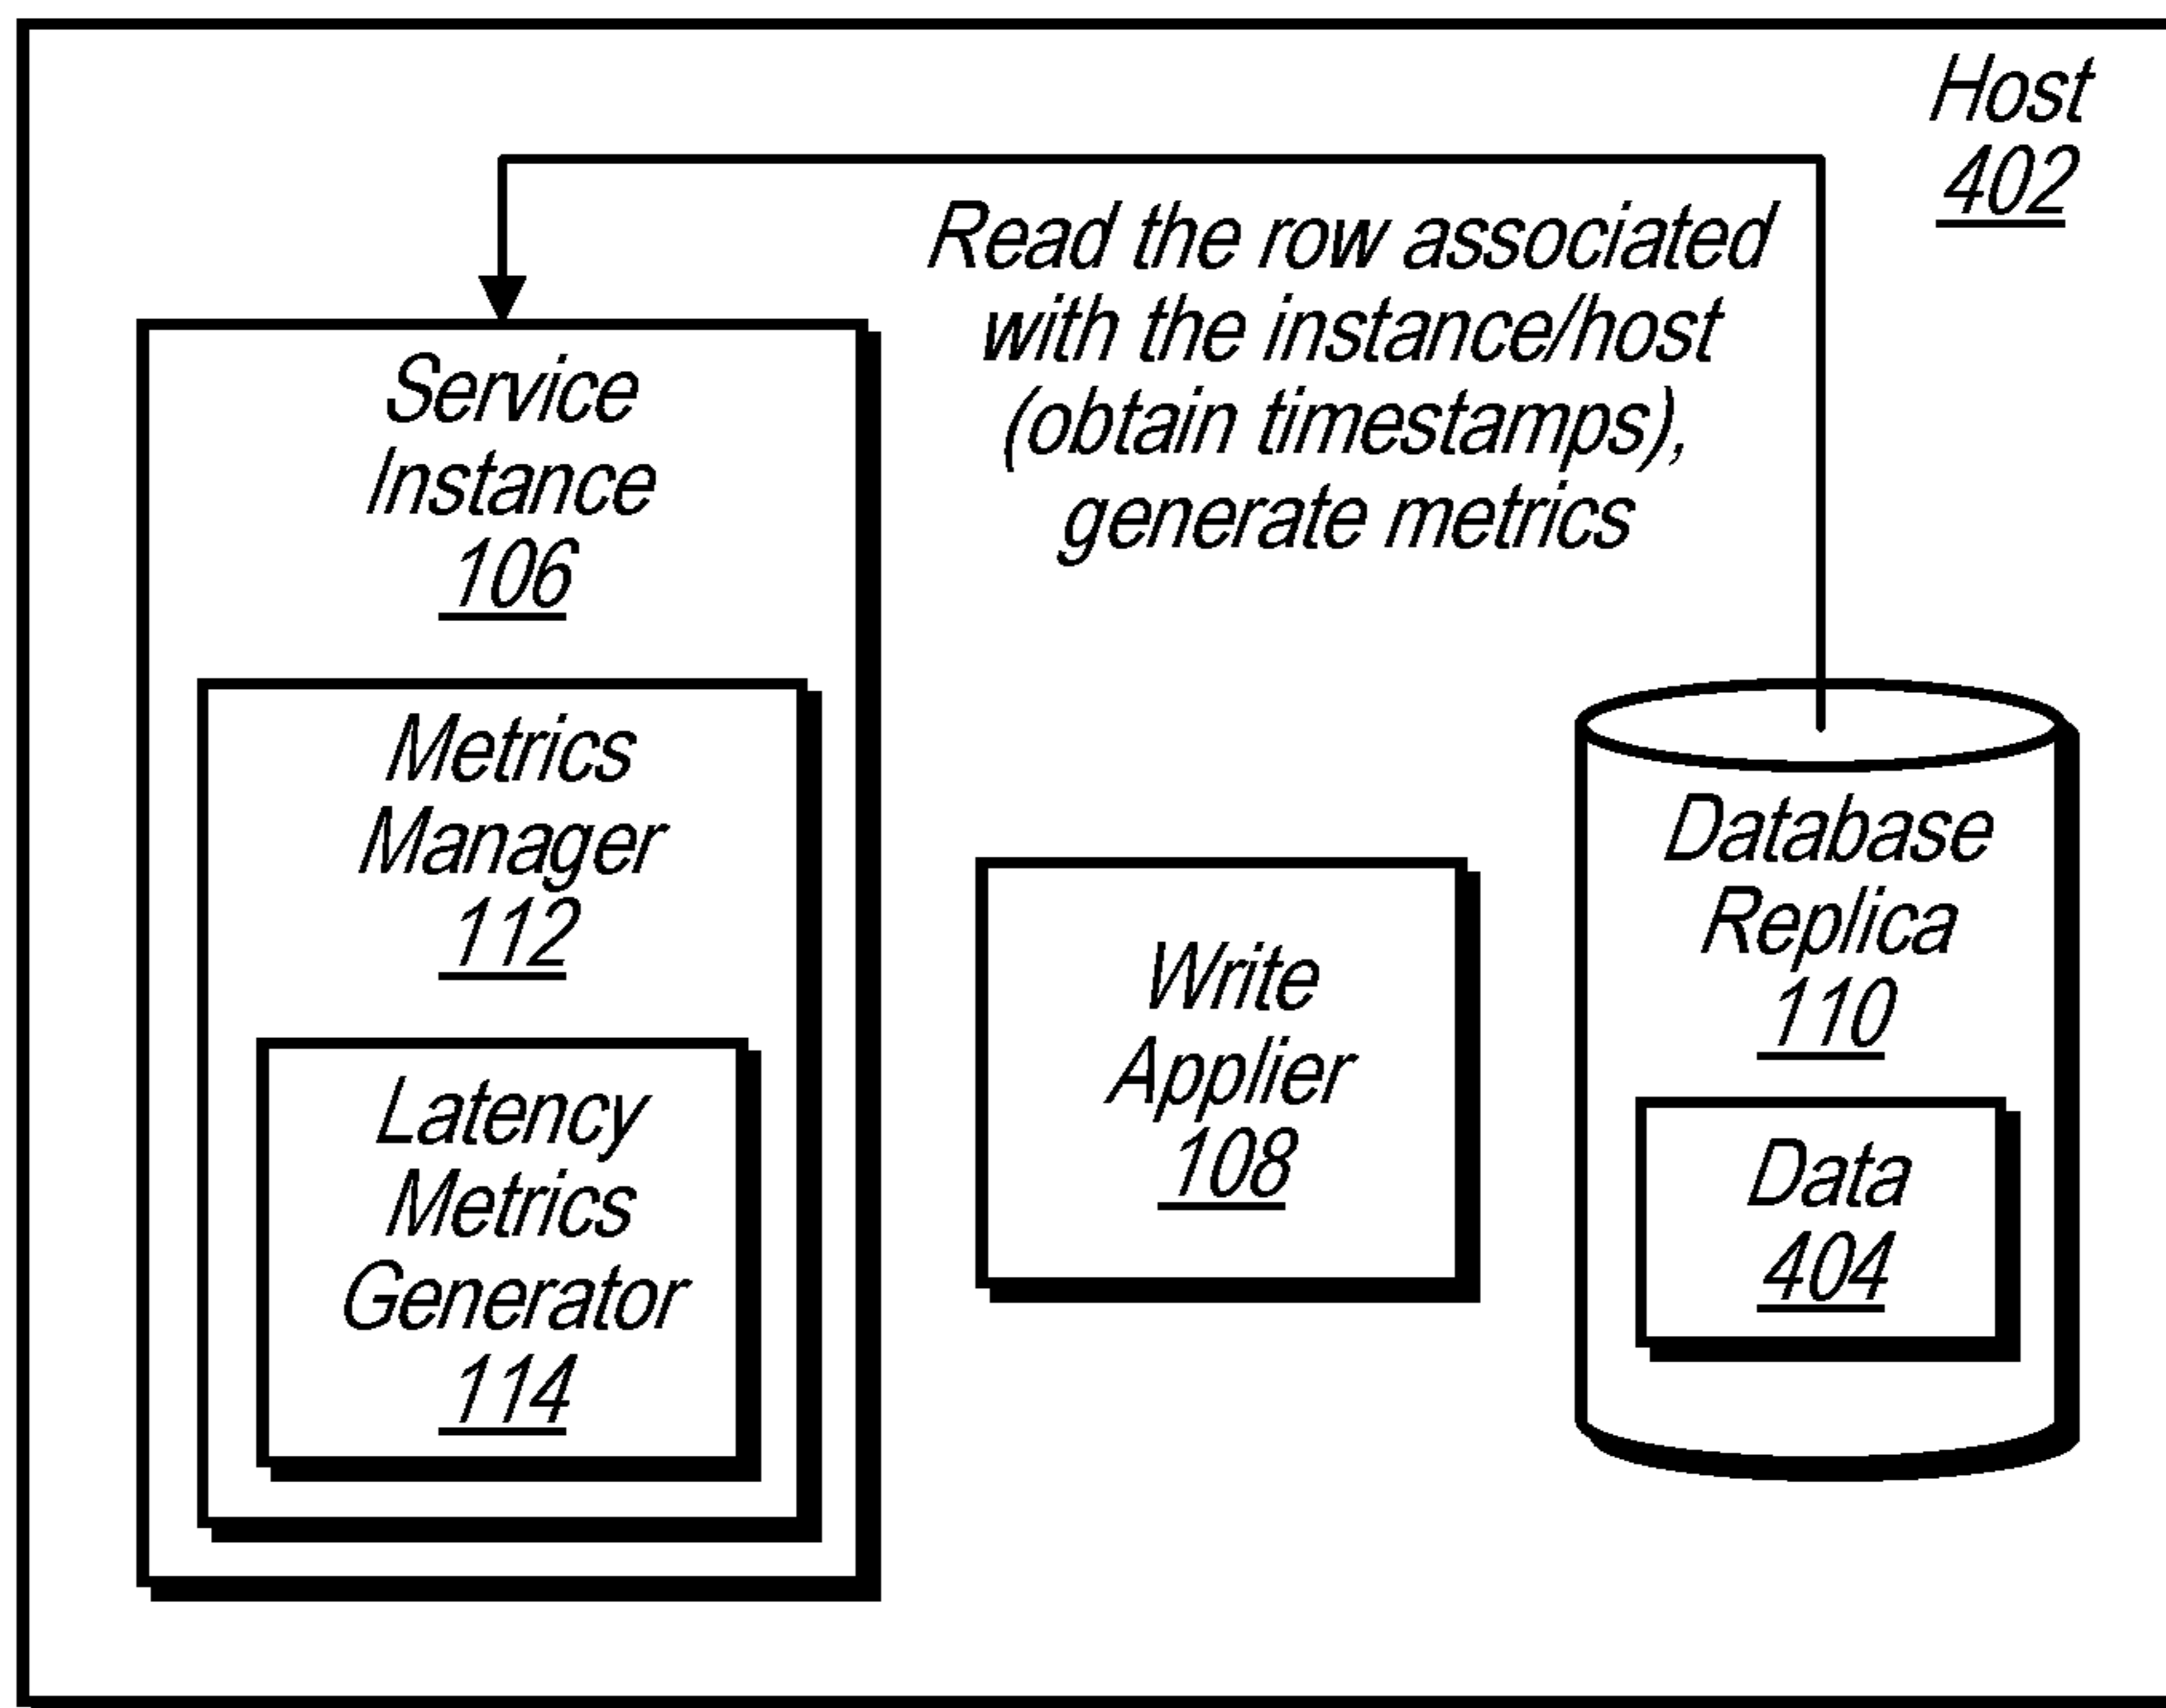 Host
402
Read the row associated
with the instance/host
(obtain timestamps),
generate metrics
Service
Instance
106
Metrics
Manager
112
Latency
Metrics
Generator
114
Write
Applier
108
Database
Replica
110
Data
404